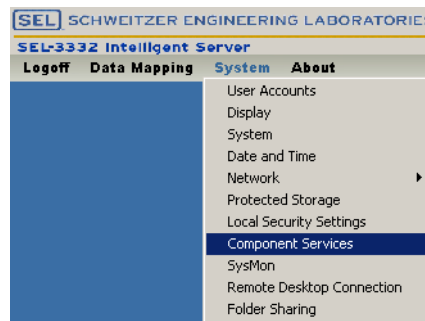 SEL SCHWEITZER ENGINEERING LABORATORIES
SEL-3332 Intelligent Server
Logoff Data Mapping System About
User Accounts
Display
System
Date and Time
Network
Protected Storage
Local Security Settings
Component Services
SysMon
Remote Desktop Connection
Folder Sharing